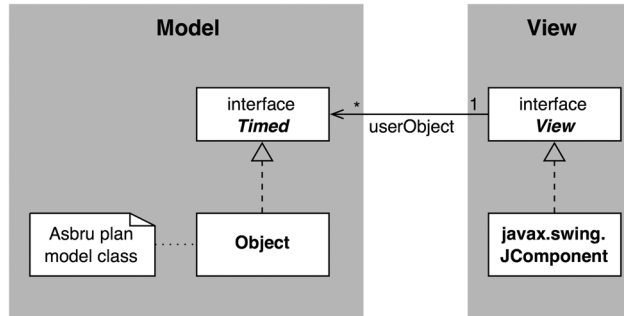 Model
View
interface
Timed
*
1
userObject
interface
View
Asbru plan
model class
Object
javax.swing.
JComponent